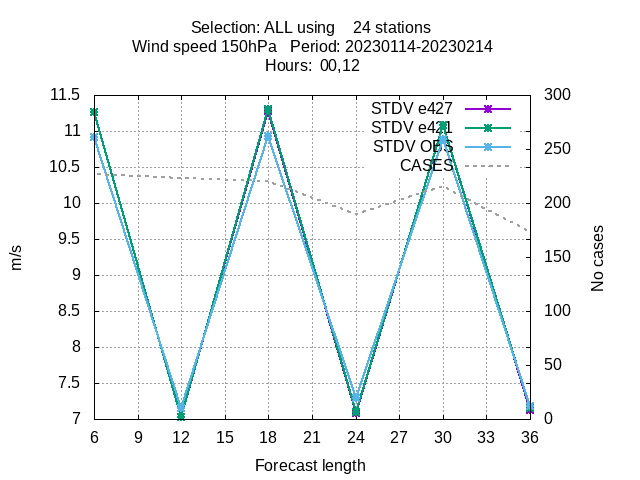 Selection: ALL using    24 stations
Wind speed 150hPa   Period: 20230114-20230214
Hours:  00,12
11.5
11
10.5
10
9.5
9
8.5
8
7.5
7
300
250
200
150
100
50
0
STDV e427
STDV e421
STDV OBS
CASES
m/s
No cases
6 9 12 15 18 21 24 27 30 33 36
Forecast length